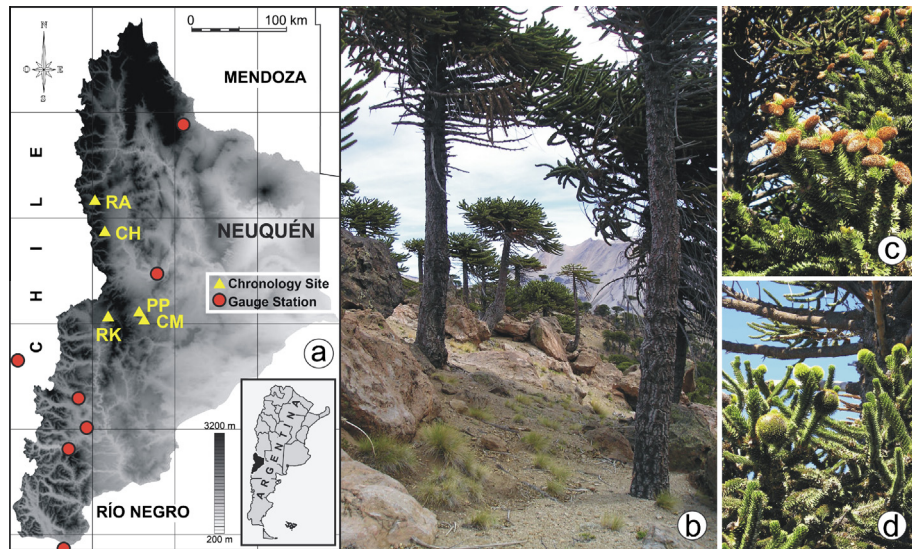 0 100 km
N
O E
S
MENDOZA
CHILE
RA
CH
NEUQUÉN
Chronology Site
Gauge Station
PP
CM
RK
a
3200 m
ARGENTINA
RÍO NEGRO
200 m
b
c
d